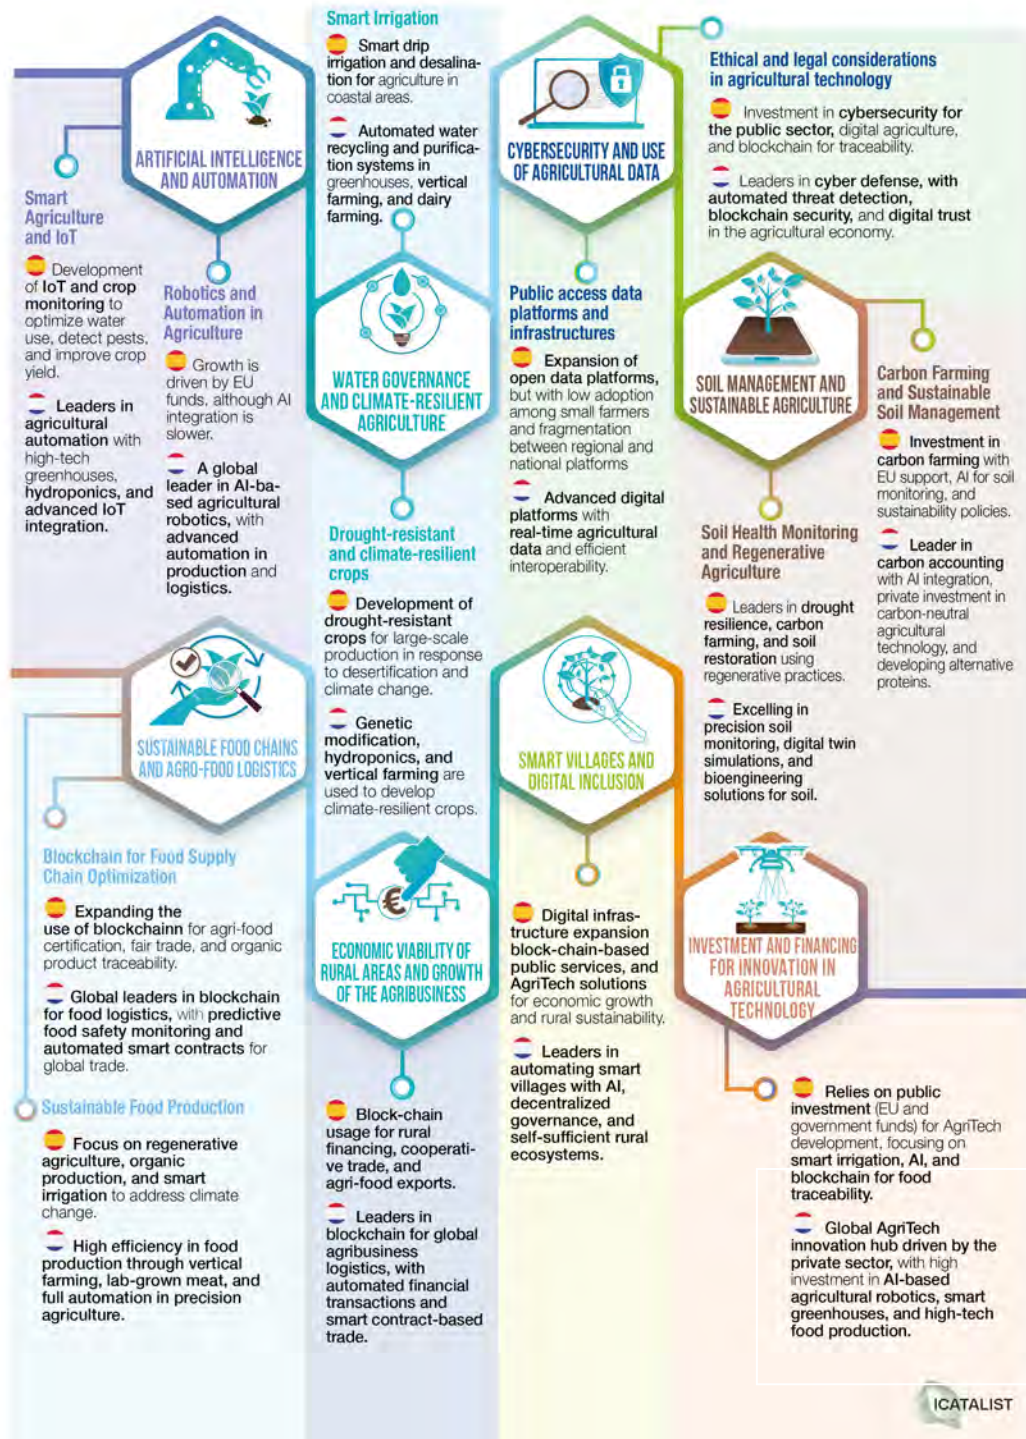 ARTIFICIAL INTELLIGENCE
AND AUTOMATION
Smart
Agriculture
and IoT
Development
of IoT and crop
monitoring to
optimize water
use, detect pests,
and improve crop
yield.
Leaders in
agricultural
automation with
high-tech
greenhouses,
hydroponics, and
advanced IoT
integration.
Robotics and
Automation in
Agriculture
Growth is
driven by EU
funds, although AI
integration is
slower.
A global
leader in AI-ba-
sed agricultural
robotics, with
advanced
automation in
production and
logistics.
Smart Irrigation
Smart drip
irrigation and desalina-
tion for agriculture in
coastal areas.
Automated water
recycling and purifica-
tion systems in
greenhouses, vertical
farming, and dairy
farming.
WATER GOVERNANCE
AND CLIMATE-RESILIENT
AGRICULTURE
Drought-resistant
and climate-resilient
crops
Development of
drought-resistant
crops for large-scale
production in response
to desertification and
climate change.
Genetic
modification,
hydroponics, and
vertical farming are
used to develop
climate-resilient crops.
CYBERSECURITY AND USE
OF AGRICULTURAL DATA
Ethical and legal considerations
in agricultural technology
Investment in cybersecurity for
the public sector, digital agriculture,
and blockchain for traceability.
Leaders in cyber defense, with
automated threat detection,
blockchain security, and digital trust
in the agricultural economy.
Public access data
platforms and
infrastructures
Expansion of
open data platforms,
but with low adoption
among small farmers
and fragmentation
between regional and
national platforms
Advanced digital
platforms with
real-time agricultural
data and efficient
interoperability.
SOIL MANAGEMENT AND
SUSTAINABLE AGRICULTURE
Carbon Farming
and Sustainable
Soil Management
Investment in
carbon farming with
EU support, AI for soil
monitoring, and
sustainability policies.
Leader in
carbon accounting
with AI integration,
private investment in
carbon-neutral
agricultural
technology, and
developing alternative
proteins.
Soil Health Monitoring
and Regenerative
Agriculture
Leaders in drought
resilience, carbon
farming, and soil
restoration using
regenerative practices.
Excelling in
precision soil
monitoring, digital twin
simulations, and
bioengineering
solutions for soil.
SUSTAINABLE FOOD CHAINS
AND AGRO-FOOD LOGISTICS
Blockchain for Food Supply
Chain Optimization
Expanding the
use of blockchainn for agri-food
certification, fair trade, and organic
product traceability.
Global leaders in blockchain
for food logistics, with predictive
food safety monitoring and
automated smart contracts for
global trade.
Sustainable Food Production
Focus on regenerative
agriculture, organic
production, and smart
irrigation to address climate
change.
High efficiency in food
production through vertical
farming, lab-grown meat, and
full automation in precision
agriculture.
€
ECONOMIC VIABILITY OF
RURAL AREAS AND GROWTH
OF THE AGRIBUSINESS
Block-chain
usage for rural
financing, cooperati-
ve trade, and
agri-food exports.
Leaders in
blockchain for global
agribusiness
logistics, with
automated financial
transactions and
smart contract-based
trade.
SMART VILLAGES AND
DIGITAL INCLUSION
Digital infras-
tructure expansion
block-chain-based
public services, and
AgriTech solutions
for economic growth
and rural sustainability.
Leaders in
automating smart
villages with AI,
decentralized
governance, and
self-sufficient rural
ecosystems.
INVESTMENT AND FINANCING
FOR INNOVATION IN
AGRICULTURAL
TECHNOLOGY
Relies on public
investment (EU and
government funds) for AgriTech
development, focusing on
smart irrigation, AI, and
blockchain for food
traceability.
Global AgriTech
innovation hub driven by the
private sector, with high
investment in AI-based
agricultural robotics, smart
greenhouses, and high-tech
food production.
ICATALIST